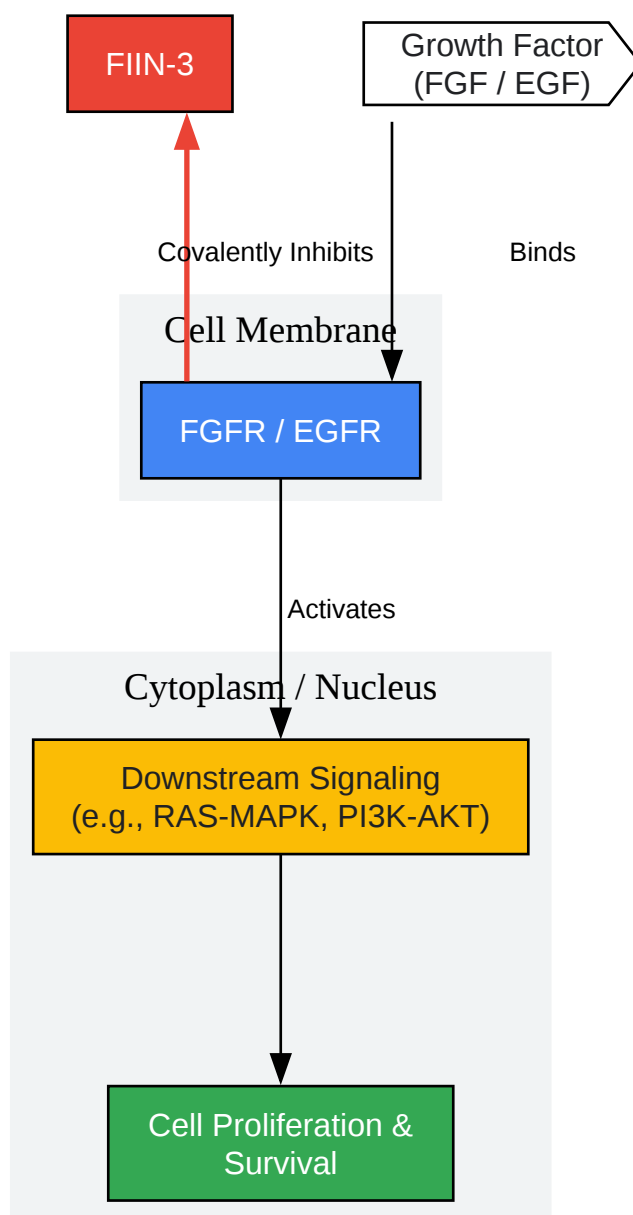 FIIN-3
Growth Factor
(FGF / EGF)
Covalently Inhibits
Binds
Cell Membrane
FGFR / EGFR
Activates
Cytoplasm / Nucleus
Downstream Signaling
(e.g., RAS-MAPK, PI3K-AKT)
Cell Proliferation &
Survival